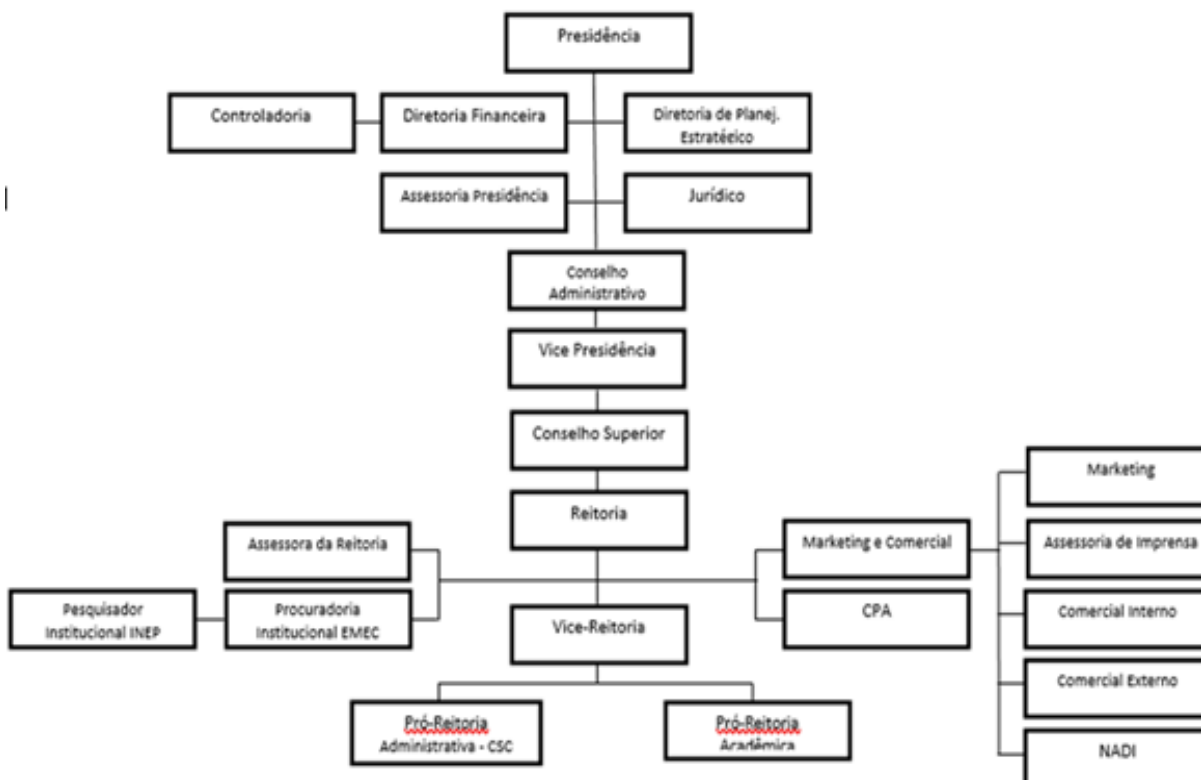 Presidência
Controladoria
Diretoria Financeira
Diretoria de Planej.
Estratégico
Assessoria Presidência
Jurídico
Conselho
Administrativo
Vice Presidência
Conselho Superior
Reitoria
Assessora da Reitoria
Marketing e Comercial
Pesquisador
Institucional INEP
Procuradoria
Institucional EMEC
Vice-Reitoria
CPA
Marketing
Assessoria de Imprensa
Comercial Interno
Comercial Externo
NADI
Pró-Reitoria
Administrativa - CSC
Pró-Reitoria
Acadêmica